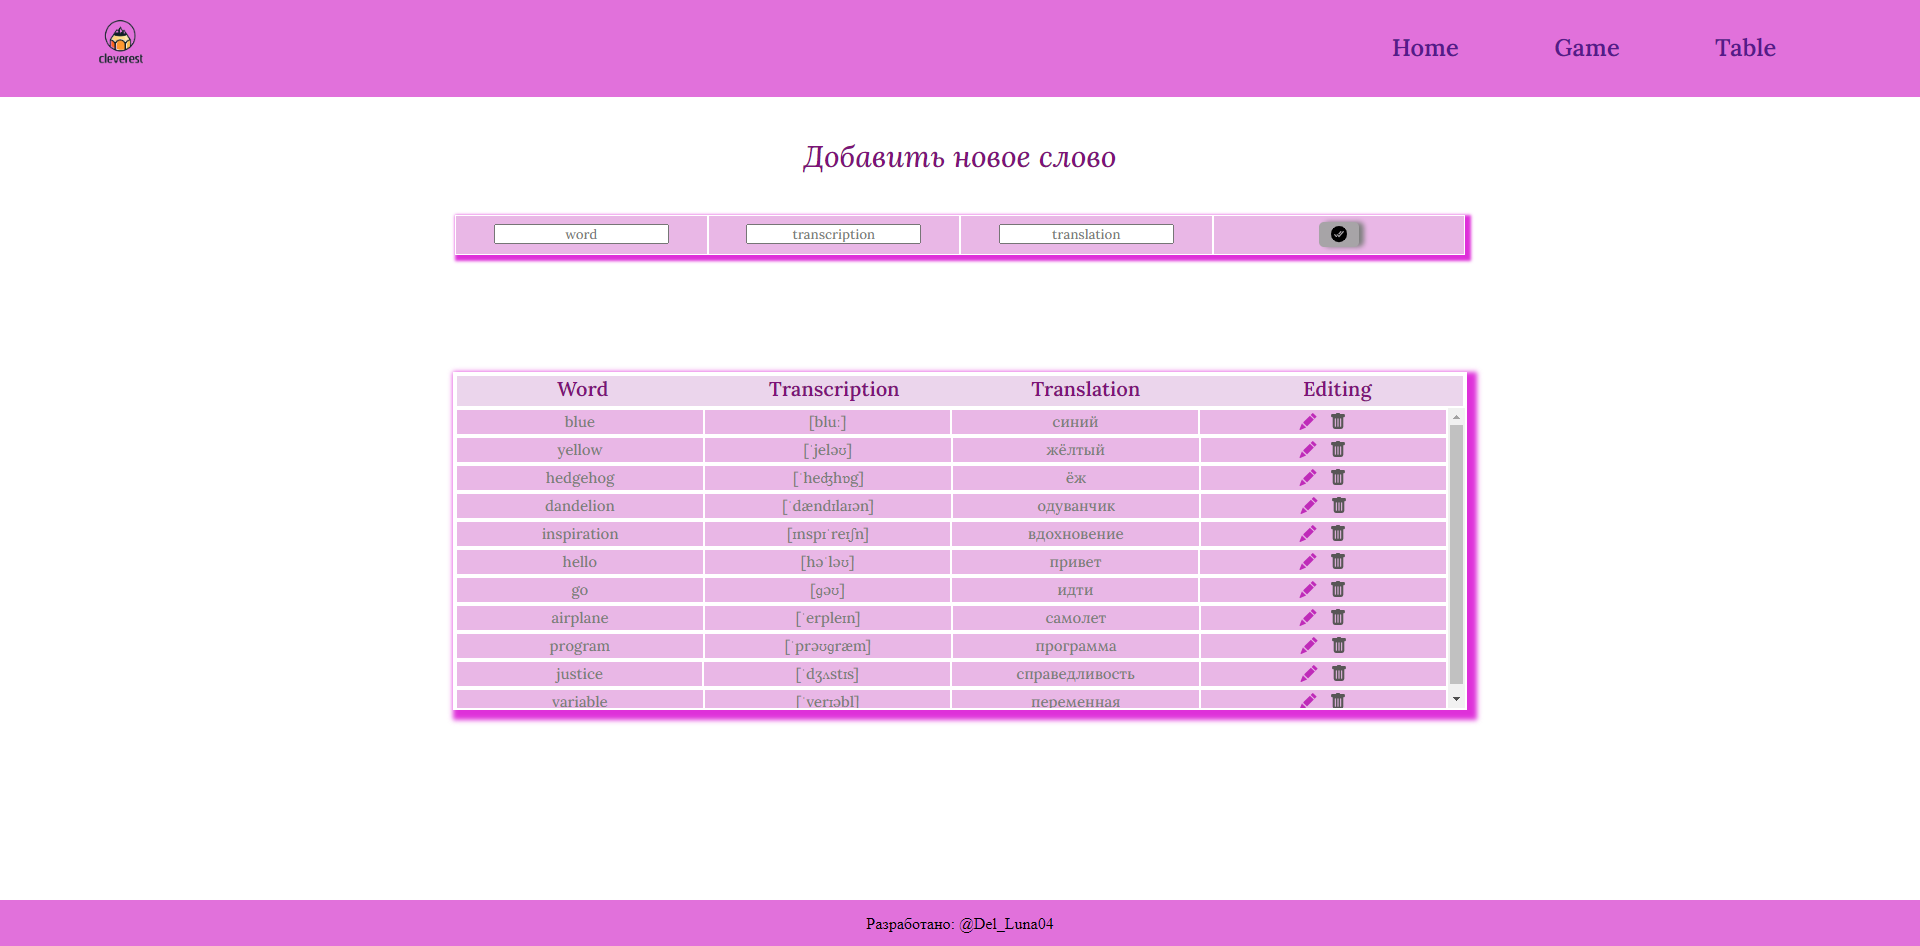 cleverest
Home Game Table
Добавить новое слово
word transcription translation
Word Transcription Translation Editing
blue [blu:] синий
yellow [ˈjeləʊ] жёлтый
hedgehog [ˈheʤhɒg] ёж
dandelion [ˈdændɪlaɪən] одуванчик
inspiration [ɪnspɪˈreɪʃn] вдохновение
hello [həˈləʊ] привет
go [ɡəʊ] идти
airplane [ˈerpleɪn] самолет
program [ˈprəʊɡræm] программа
justice [ˈdʒʌstɪs] справедливость
variable [ˈverɪəbl] переменная
Разработано: @Del_Luna04